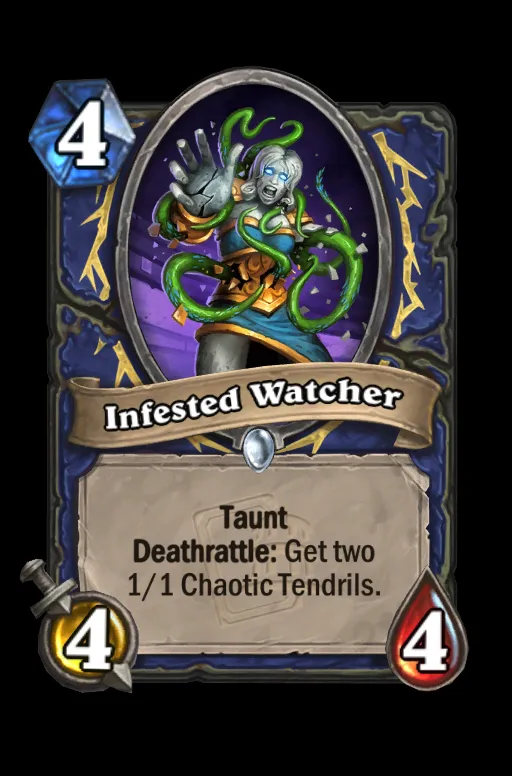 4
Infested Watcher
Taunt
Deathrattle: Get two
1/1 Chaotic Tendrils.
4
4